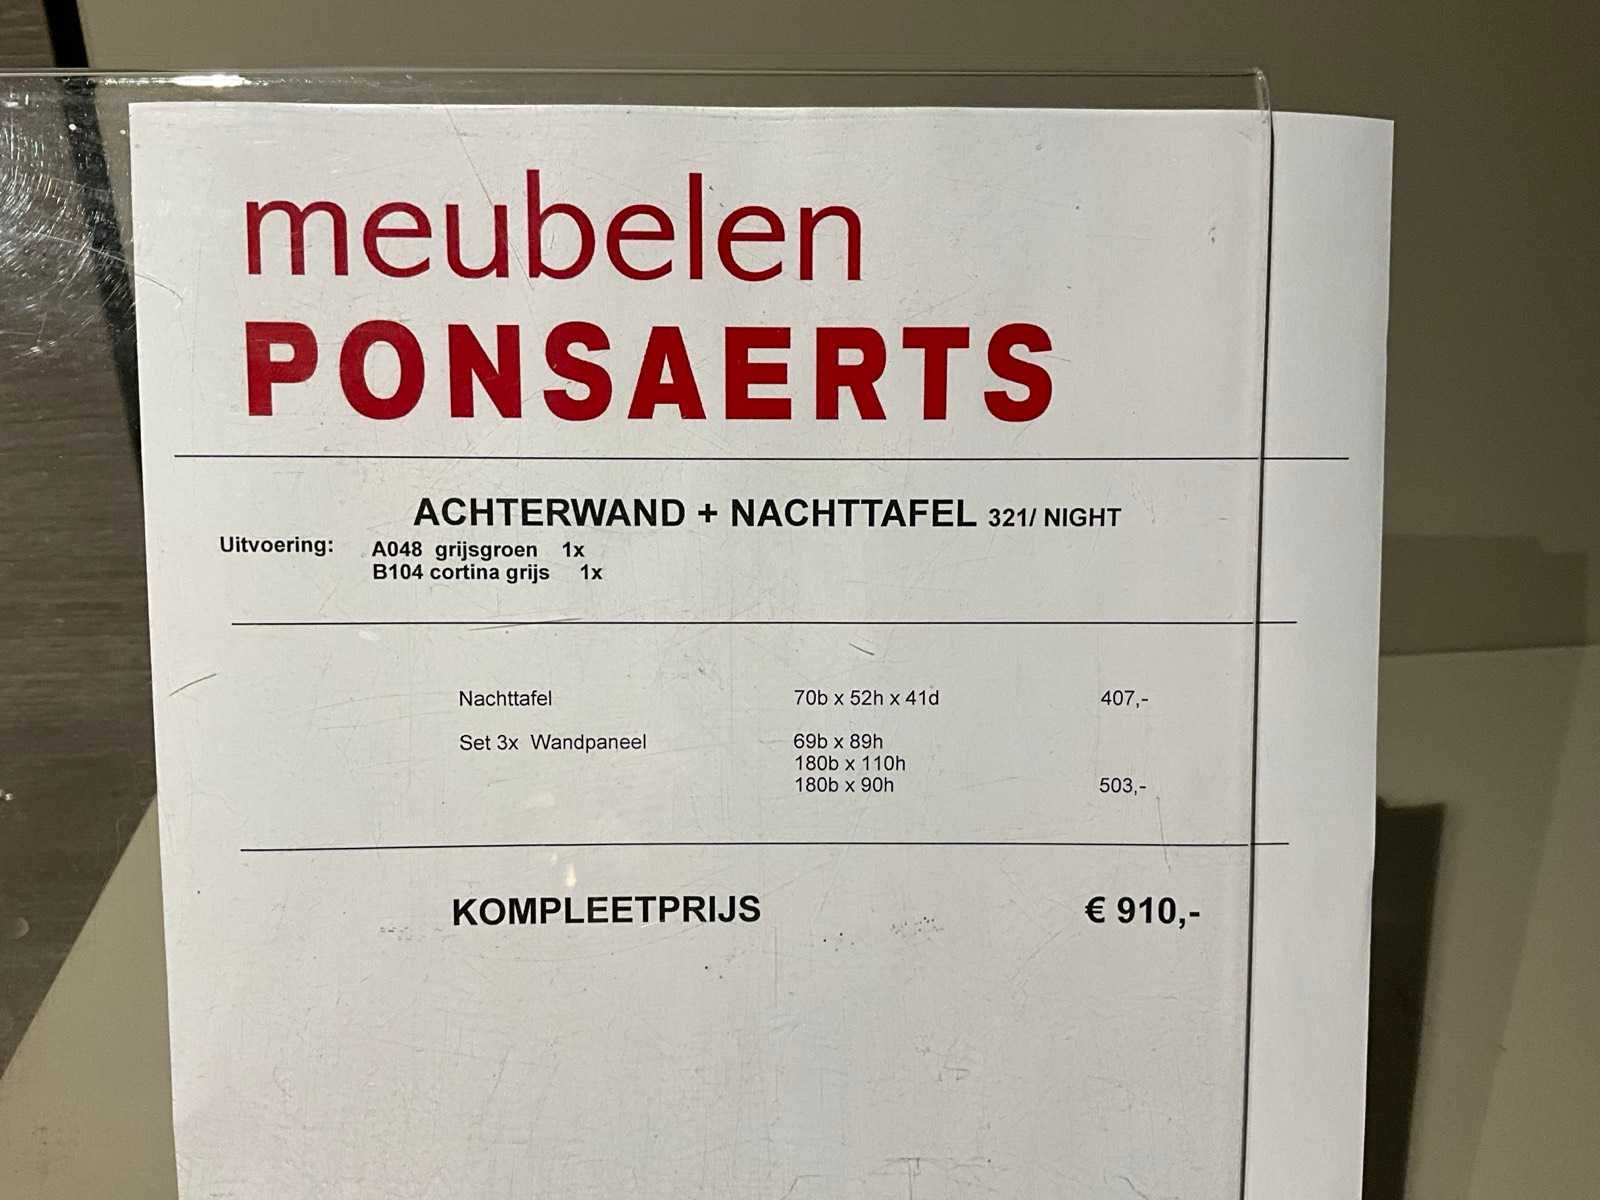 meubelen
PONSAERTS
ACHTERWAND + NACHTTAFEL 321/ NIGHT
Uitvoering: A048 grijsgroen 1x
B104 cortina grijs 1x
Nachttafel 70b x 52h x 41d 407,-
Set 3x Wandpaneel 69b x 89h
180b x 110h
180b x 90h 503,-
KOMPLEETPRIJS € 910,-